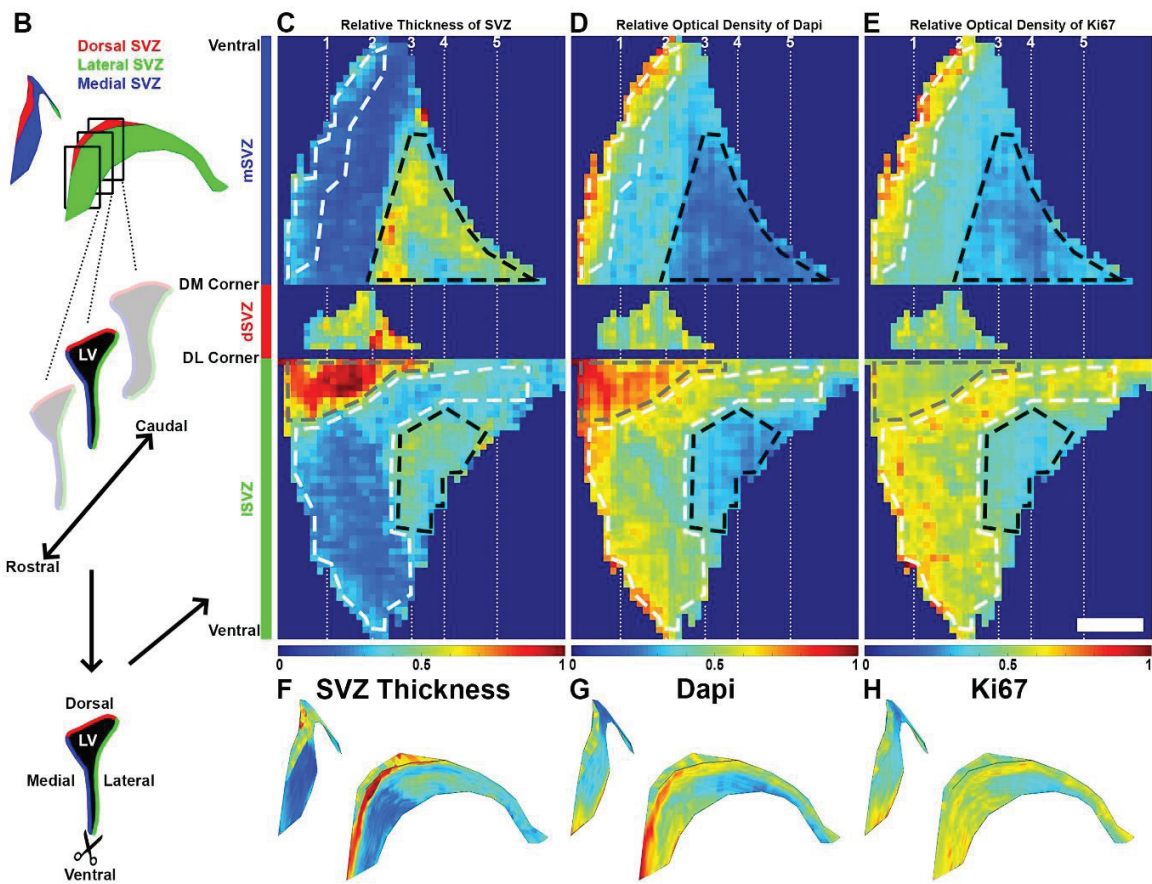 B
Dorsal SVZ
Lateral SVZ
Medial SVZ
LV
Caudal
Rostral
Dorsal
LV
Medial Lateral
Ventral
C Relative Thickness of SVZ
D Relative Optical Density of Dapi
E Relative Optical Density of Ki67
Ventral
1 2 3 4 5
1 2 3 4 5
1 2 3 4 5
mSVZ
DM Corner
dSVZ
DL Corner
lSVZ
Ventral
0 0.5 1
0 0.5 1
0 0.5 1
F SVZ Thickness
G Dapi
H Ki67